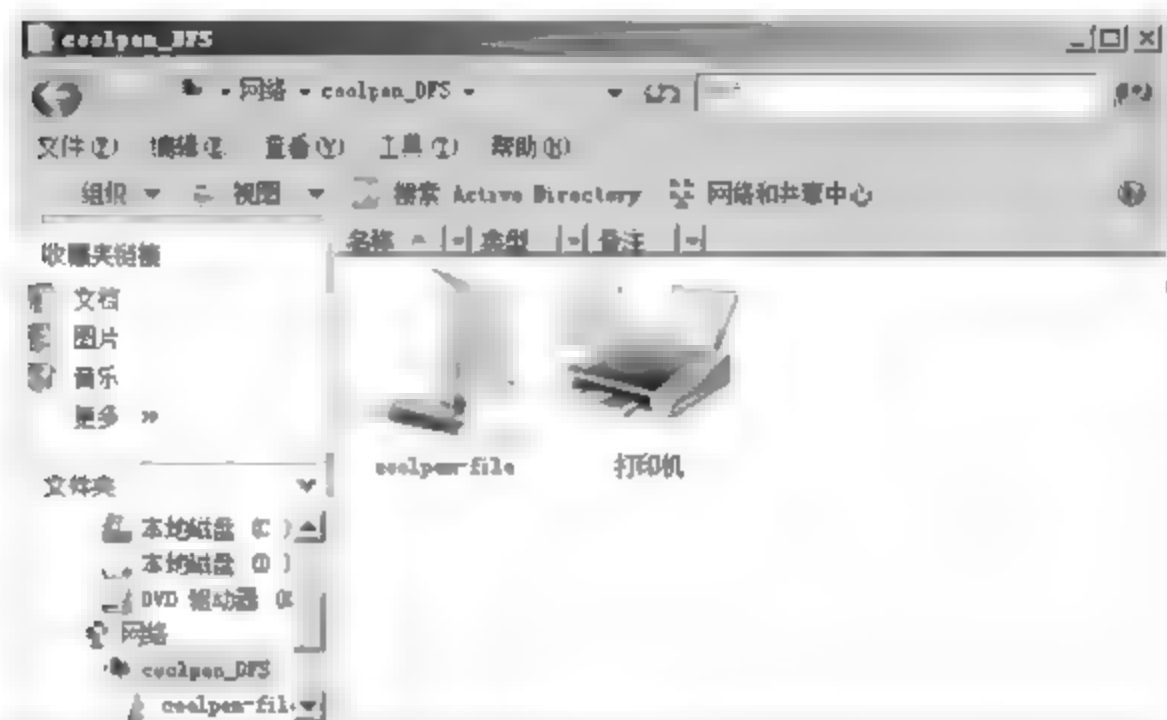 coolpen_DFS
网络 coolpen_DFS
文件(F) 编辑(E) 查看(V) 工具(T) 帮助(H)
组织 视图 搜索 Active Directory 网络和共享中心
名称 类型 备注
收藏夹链接
文档
图片
音乐
更多 »
coolpen-file 打印机
文件夹
本地磁盘 (C
本地磁盘 (D
DVD 驱动器 (
网络
coolpen_DFS
coolpen-fil